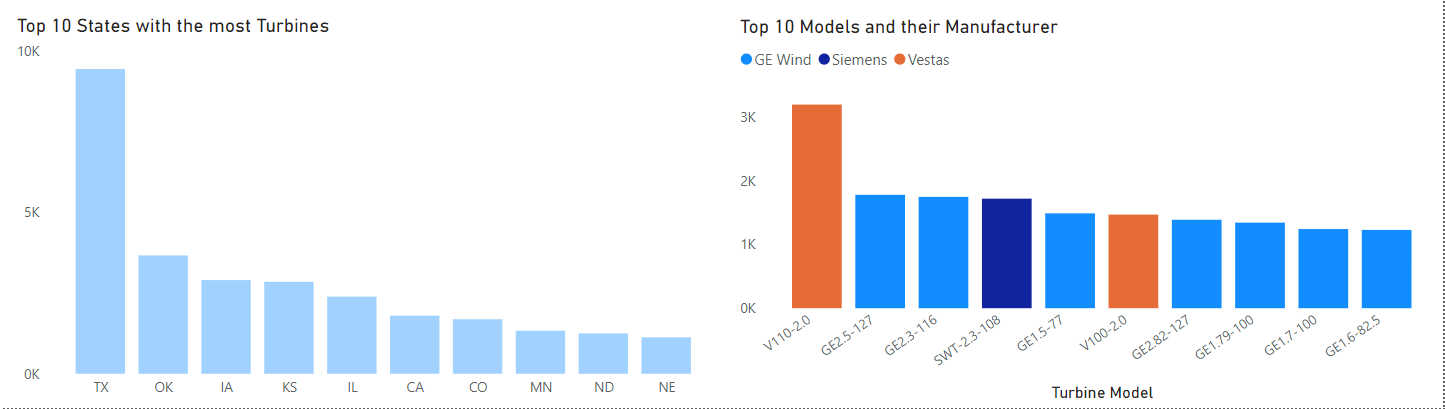 Top 10 States with the most Turbines
10K
5K
0K
TX OK IA KS IL CA CO MN ND NE
Top 10 Models and their Manufacturer
GE Wind Siemens Vestas
3K
2K
1K
0K
V110-2.0 GE2.5-127 GE2.3-116 SWT-2.3-108 GE1.5-77 V100-2.0 GE2.82-127 GE1.79-100 GE1.7-100 GE1.6-82.5
Turbine Model